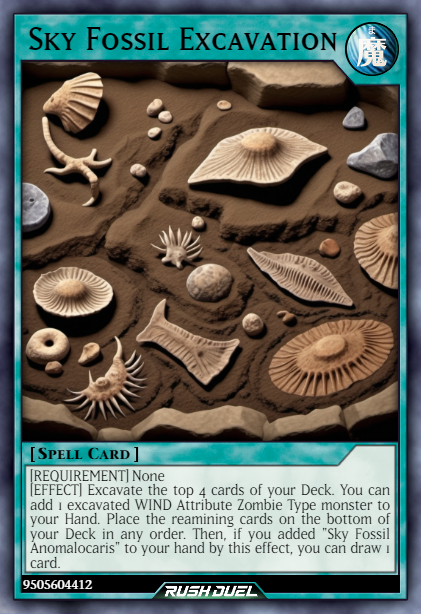 Sky Fossil Excavation
ま
魔
[Spell Card]
[REQUIREMENT] None
[EFFECT] Excavate the top 4 cards of your Deck. You can
add 1 excavated WIND Attribute Zombie Type monster to
your Hand. Place the reamining cards on the bottom of
your Deck in any order. Then, if you added "Sky Fossil
Anomalocaris" to your hand by this effect, you can draw 1
card.
9505604412
RUSH DUEL